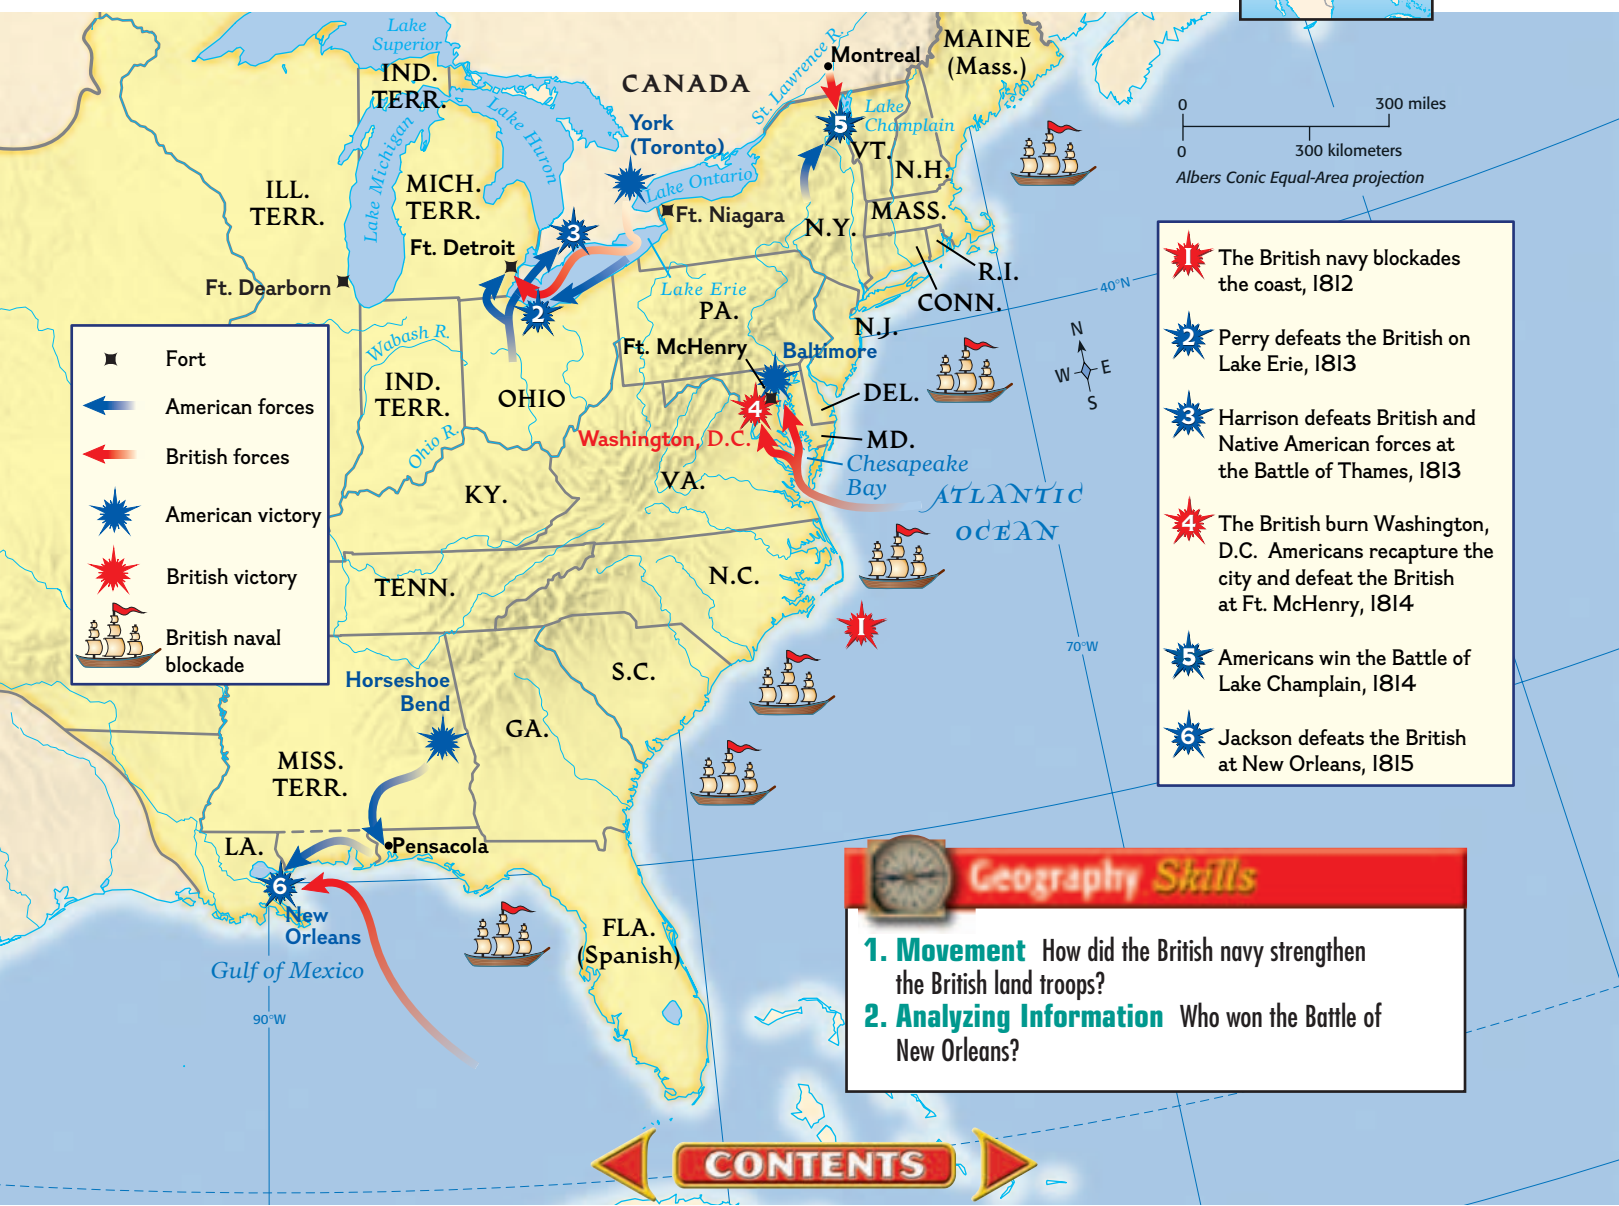 Lake
Superior
IND.
TERR.
CANADA
St. Lawrence R.
Montreal
MAINE
(Mass.)
Lake Michigan
Lake Huron
York
(Toronto)
Lake
Champlain
5
VT.
N.H.
0 300 miles
0 300 kilometers
Albers Conic Equal-Area projection
ILL.
TERR.
MICH.
TERR.
Lake Ontario
Ft. Niagara
MASS.
N.Y.
3
Ft. Detroit
R.I.
CONN.
Ft. Dearborn
2
Lake Erie
PA.
N.J.
40°N
N
W E
S
Wabash R.
Ft. McHenry
Baltimore
IND.
TERR.
OHIO
DEL.
4
Washington, D.C.
MD.
Ohio R.
Chesapeake
Bay
KY.
VA.
ATLANTIC
OCEAN
TENN.
N.C.
1
70°W
S.C.
Horseshoe
Bend
GA.
MISS.
TERR.
LA.
Pensacola
6
New
Orleans
FLA.
(Spanish)
Gulf of Mexico
90°W
Fort
American forces
British forces
American victory
British victory
British naval
blockade
1 The British navy blockades
the coast, 1812
2 Perry defeats the British on
Lake Erie, 1813
3 Harrison defeats British and
Native American forces at
the Battle of Thames, 1813
4 The British burn Washington,
D.C. Americans recapture the
city and defeat the British
at Ft. McHenry, 1814
5 Americans win the Battle of
Lake Champlain, 1814
6 Jackson defeats the British
at New Orleans, 1815
Geography Skills
1. Movement How did the British navy strengthen
the British land troops?
2. Analyzing Information Who won the Battle of
New Orleans?
CONTENTS